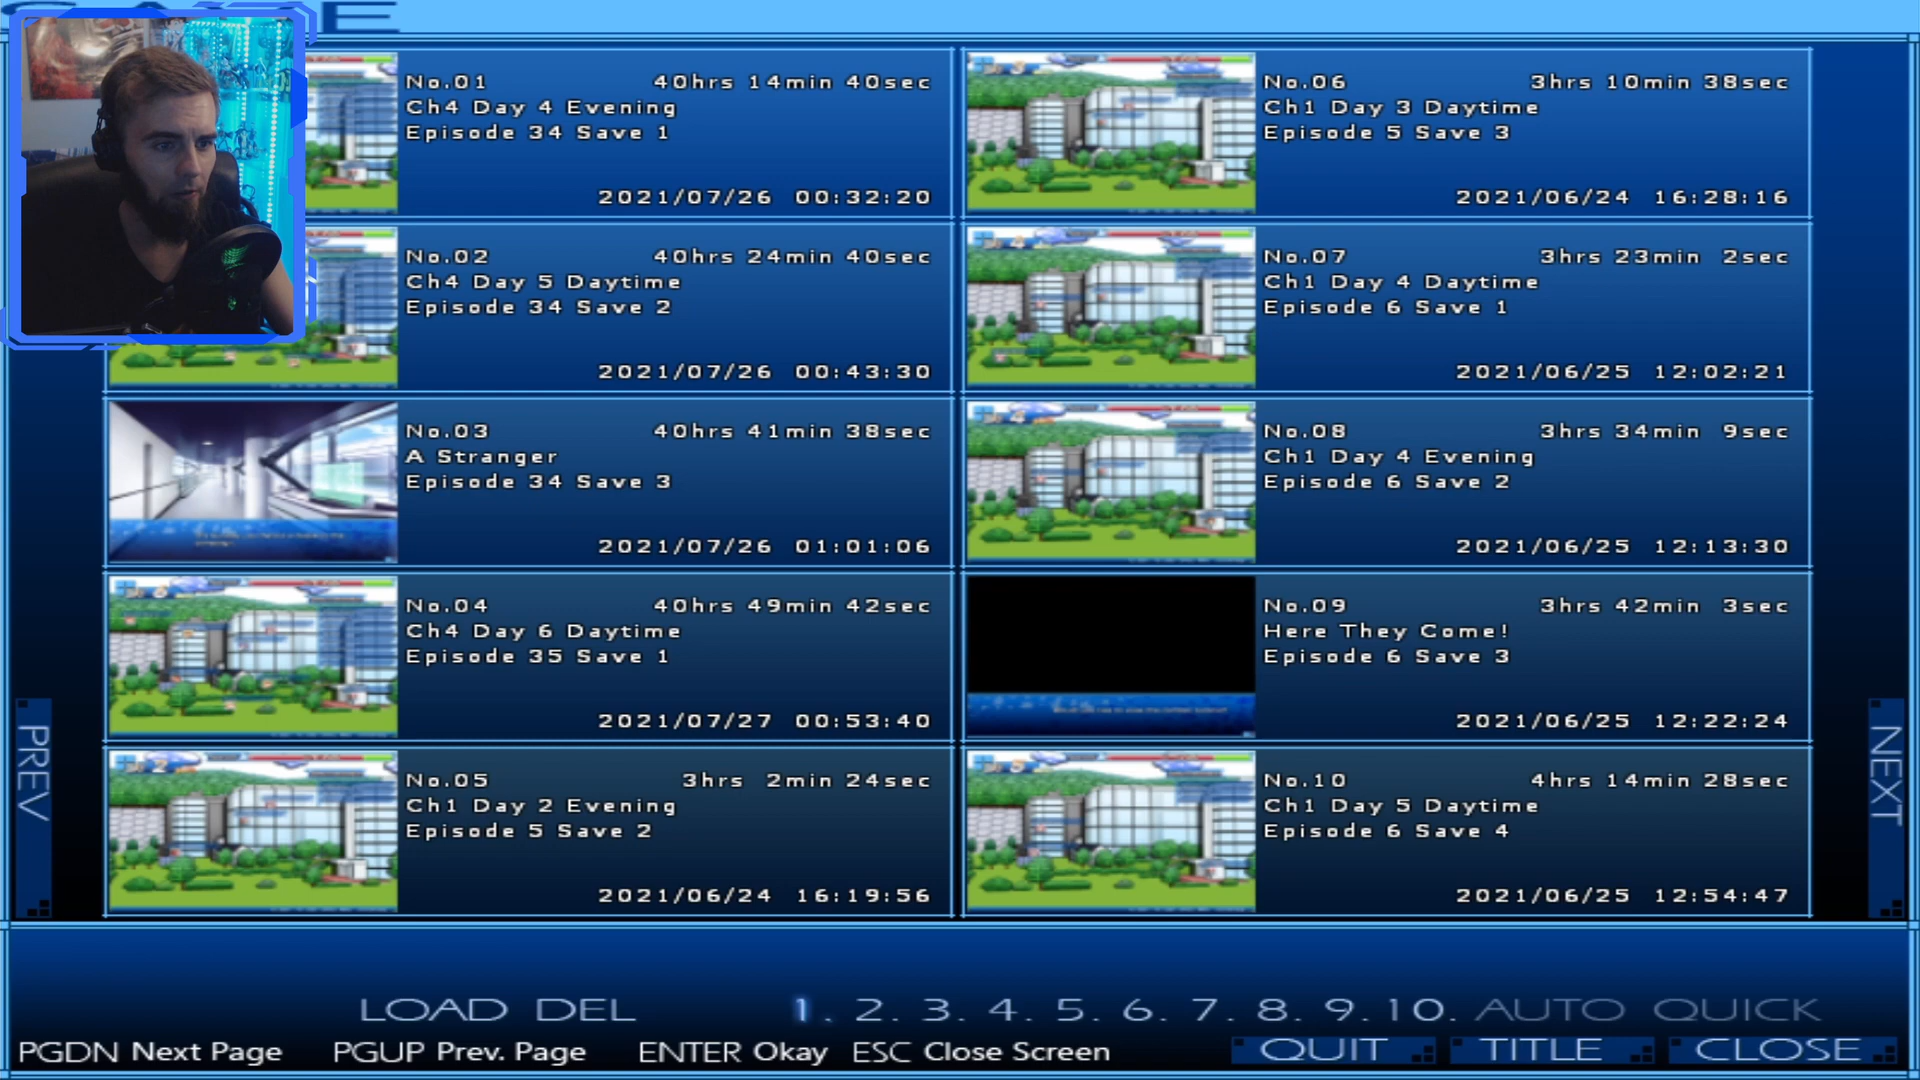 No.01 40hrs 14min 40sec
Ch4 Day 4 Evening
Episode 34 Save 1
2021/07/26 00:32:20
No.02 40hrs 24min 40sec
Ch4 Day 5 Daytime
Episode 34 Save 2
2021/07/26 00:43:30
No.03 40hrs 41min 38sec
A Stranger
Episode 34 Save 3
2021/07/26 01:01:06
No.04 40hrs 49min 42sec
Ch4 Day 6 Daytime
Episode 35 Save 1
2021/07/27 00:53:40
No.05 3hrs 2min 24sec
Ch1 Day 2 Evening
Episode 5 Save 2
2021/06/24 16:19:56
No.06 3hrs 10min 38sec
Ch1 Day 3 Daytime
Episode 5 Save 3
2021/06/24 16:28:16
No.07 3hrs 23min 2sec
Ch1 Day 4 Daytime
Episode 6 Save 1
2021/06/25 12:02:21
No.08 3hrs 34min 9sec
Ch1 Day 4 Evening
Episode 6 Save 2
2021/06/25 12:13:30
No.09 3hrs 42min 3sec
Here They Come!
Episode 6 Save 3
2021/06/25 12:22:24
No.10 4hrs 14min 28sec
Ch1 Day 5 Daytime
Episode 6 Save 4
2021/06/25 12:54:47
PREV
NEXT
LOAD DEL 1. 2. 3. 4. 5. 6. 7. 8. 9. 10. AUTO QUICK
PGDN Next Page PGUP Prev. Page ENTER Okay ESC Close Screen QUIT TITLE CLOSE